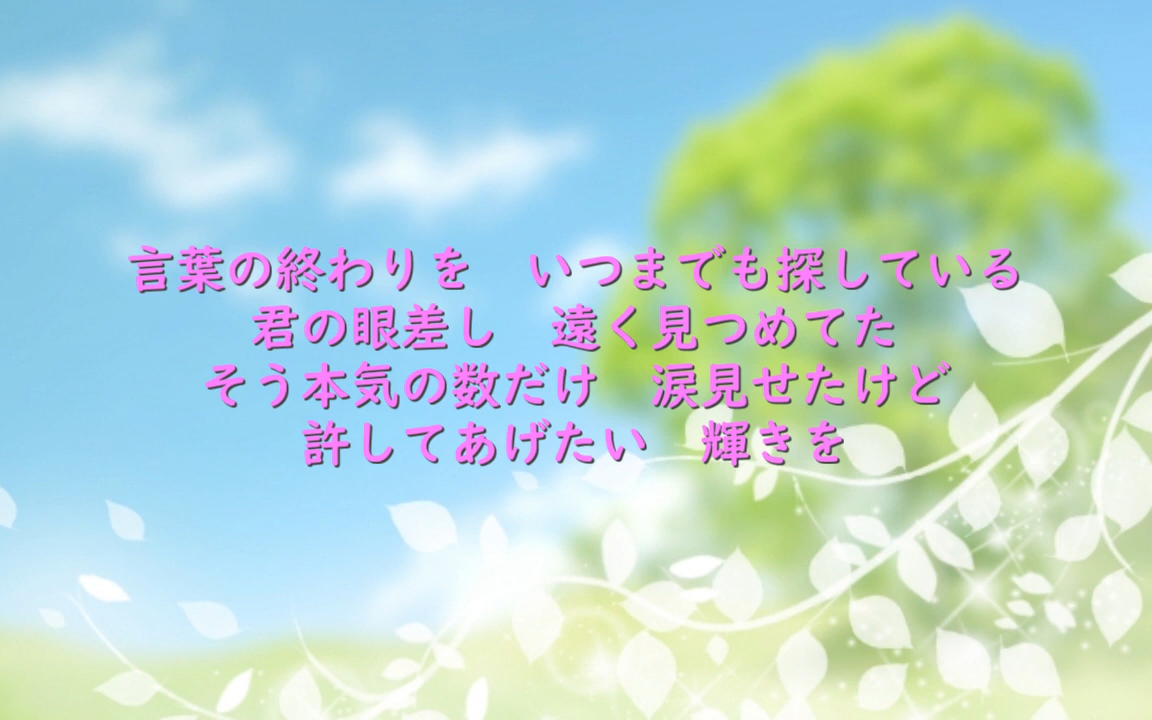 言葉の終わりを　いつまでも探している
君の眼差し　遠く見つめてた
そう本気の数だけ　涙見せたけど
許してあげたい　輝きを